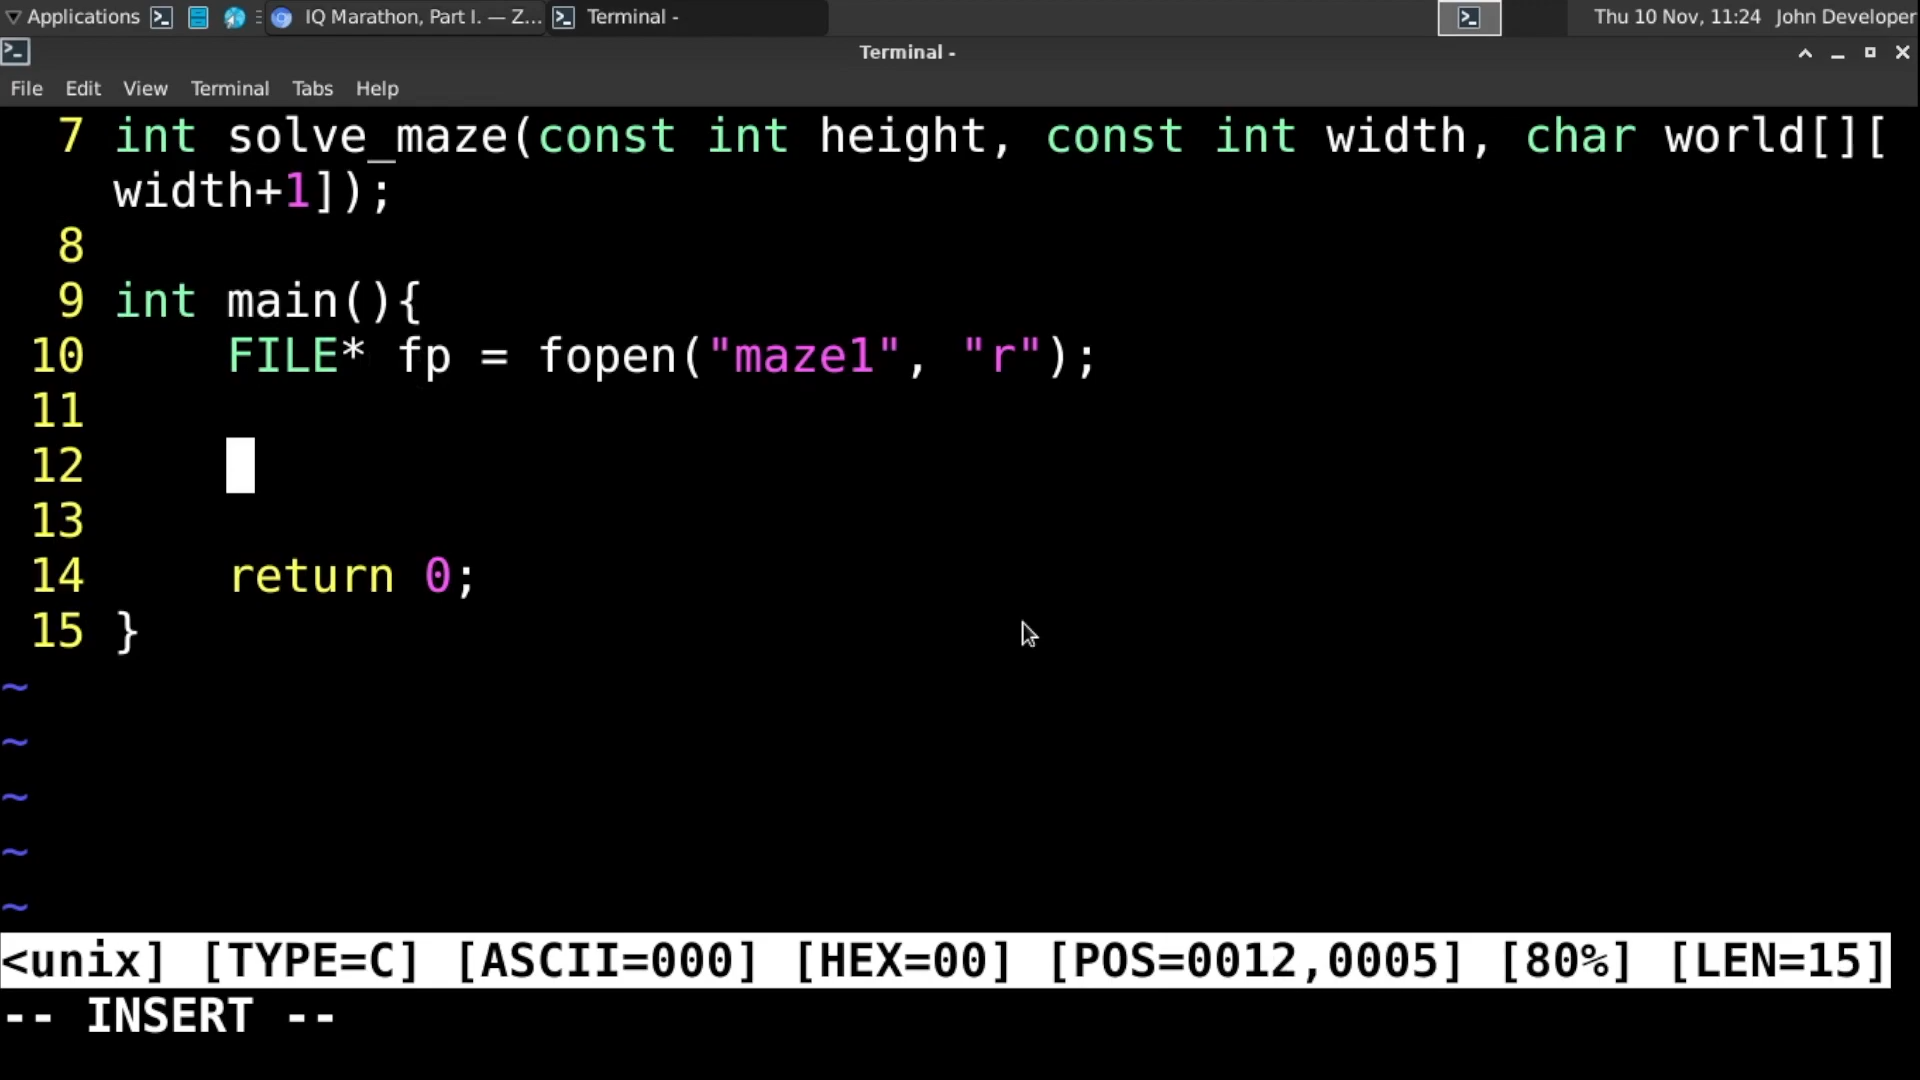 Applications IQ Marathon, Part I. — Z... Terminal - Thu 10 Nov, 11:24 John Developer
Terminal -
File Edit View Terminal Tabs Help
7 int solve_maze(const int height, const int width, char world[][
width+1]);
8
9 int main(){
10 FILE* fp = fopen("maze1", "r");
11
12
13
14 return 0;
15 }
~
~
~
~
~
<unix] [TYPE=C] [ASCII=000] [HEX=00] [POS=0012,0005] [80%] [LEN=15]
-- INSERT --